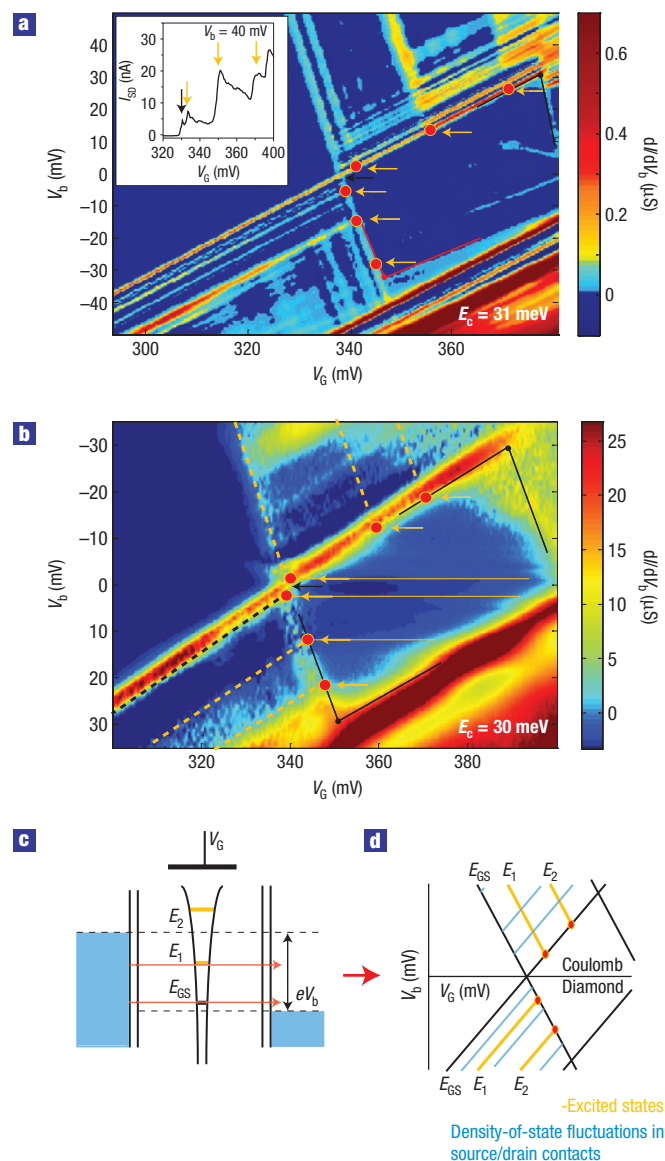 a
V_b = 40 mV
I_SD (nA)
30
25
20
15
10
5
0
320 360 400
V_G (mV)
V_b (mV)
50
40
30
20
10
0
−10
−20
−30
−40
300 320 340 360
V_G (mV)
E_c = 31 meV
0.6
0.4
0.2
0
dI/dV_b (µS)
b
V_b (mV)
−30
−20
−10
0
10
20
30
320 340 360 380
V_G (mV)
E_c = 30 meV
25
20
15
10
5
0
dI/dV_b (µS)
c
V_G
E_2
E_1
E_GS
eV_b
d
E_GS E_1 E_2
V_b (mV)
V_G (mV)
Coulomb
Diamond
E_GS E_1 E_2
-Excited states
Density-of-state fluctuations in
source/drain contacts